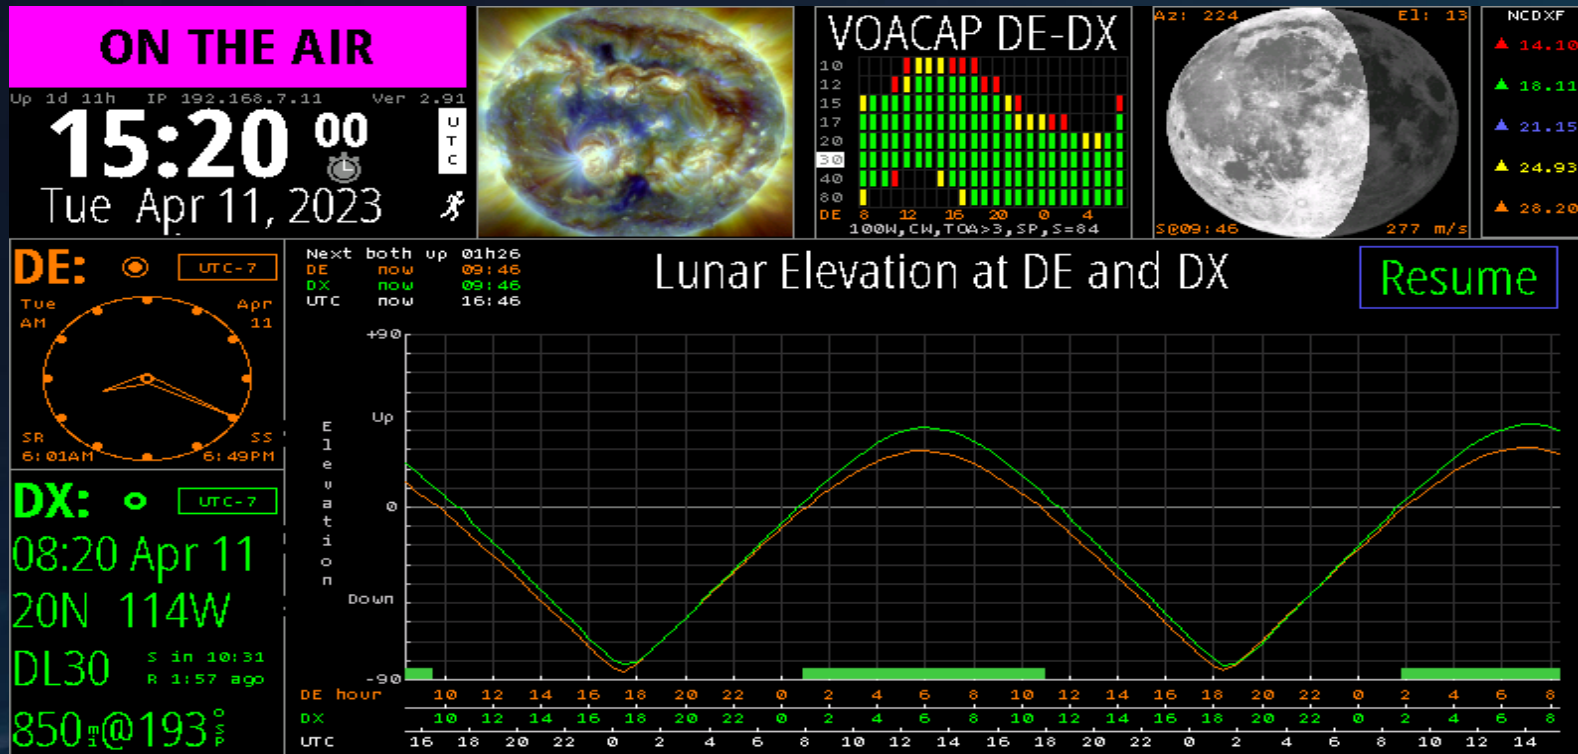 ON THE AIR
Up 1d 11h IP 192.168.7.11 Ver 2.91
15:20 00 UTC
Tue Apr 11, 2023
VOACAP DE-DX
10
12
15
17
20
30
40
80
DE 8 12 16 20 0 4
100W,CW,TOA>3,SP,S=84
Az: 224 El: 13
S@09:46 277 m/s
NCDXF
14.10
18.11
21.15
24.93
28.20
DE: UTC-7
Tue Apr
AM 11
SR SS
6:01AM 6:49PM
DX: UTC-7
08:20 Apr 11
20N 114W
DL30 S in 10:31
R 1:57 ago
850mi@193° SP
Next both up 01h26
DE now 09:46
DX now 09:46
UTC now 16:46
Lunar Elevation at DE and DX
Resume
+90
Up
Elevation
0
Down
-90
DE hour 10 12 14 16 18 20 22 0 2 4 6 8 10 12 14 16 18 20 22 0 2 4 6 8
DX 10 12 14 16 18 20 22 0 2 4 6 8 10 12 14 16 18 20 22 0 2 4 6 8
UTC 16 18 20 22 0 2 4 6 8 10 12 14 16 18 20 22 0 2 4 6 8 10 12 14